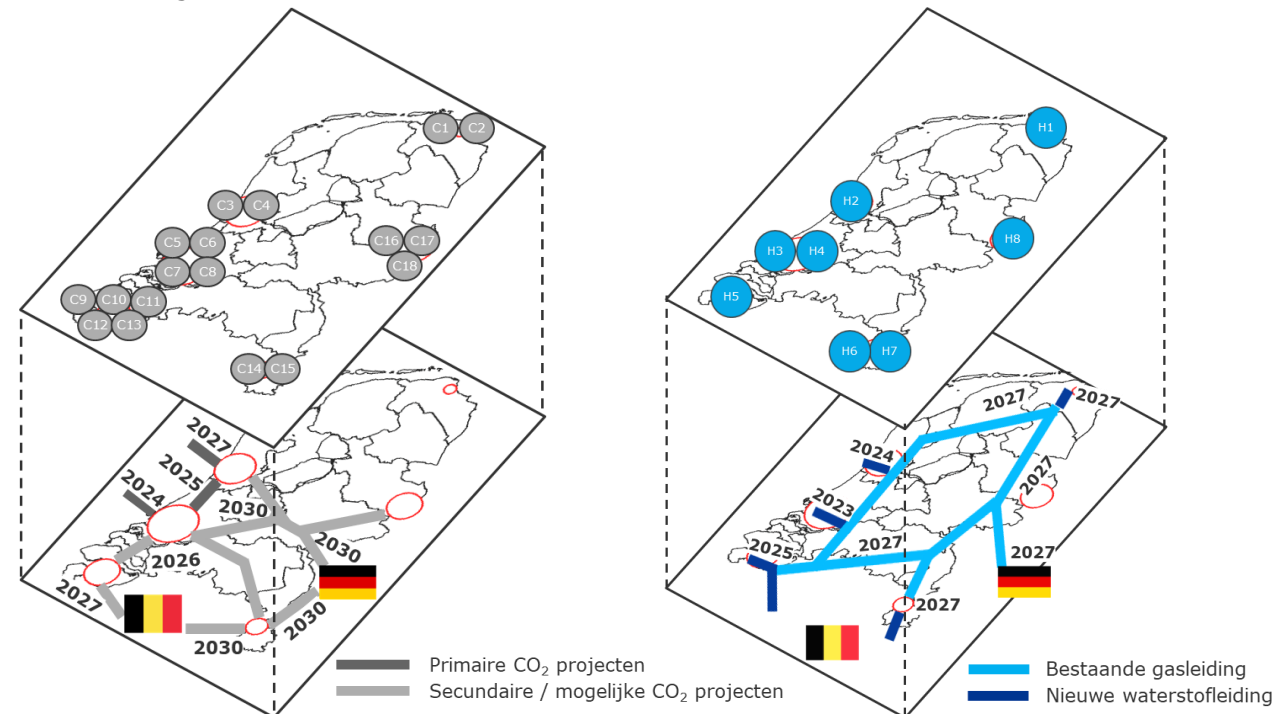 C1 C2
C3 C4
C5 C6
C7 C8
C9 C10 C11
C12 C13
C14 C15
C16 C17
C18
2027
2025
2024
2030
2026
2030
2027
2030
2030
Primaire CO₂ projecten
Secundaire / mogelijke CO₂ projecten
H1
H2
H3 H4
H8
H5
H6 H7
2027
2027
2024
2027
2023
2027
2025
2027
2027
Bestaande gasleiding
Nieuwe waterstofleiding